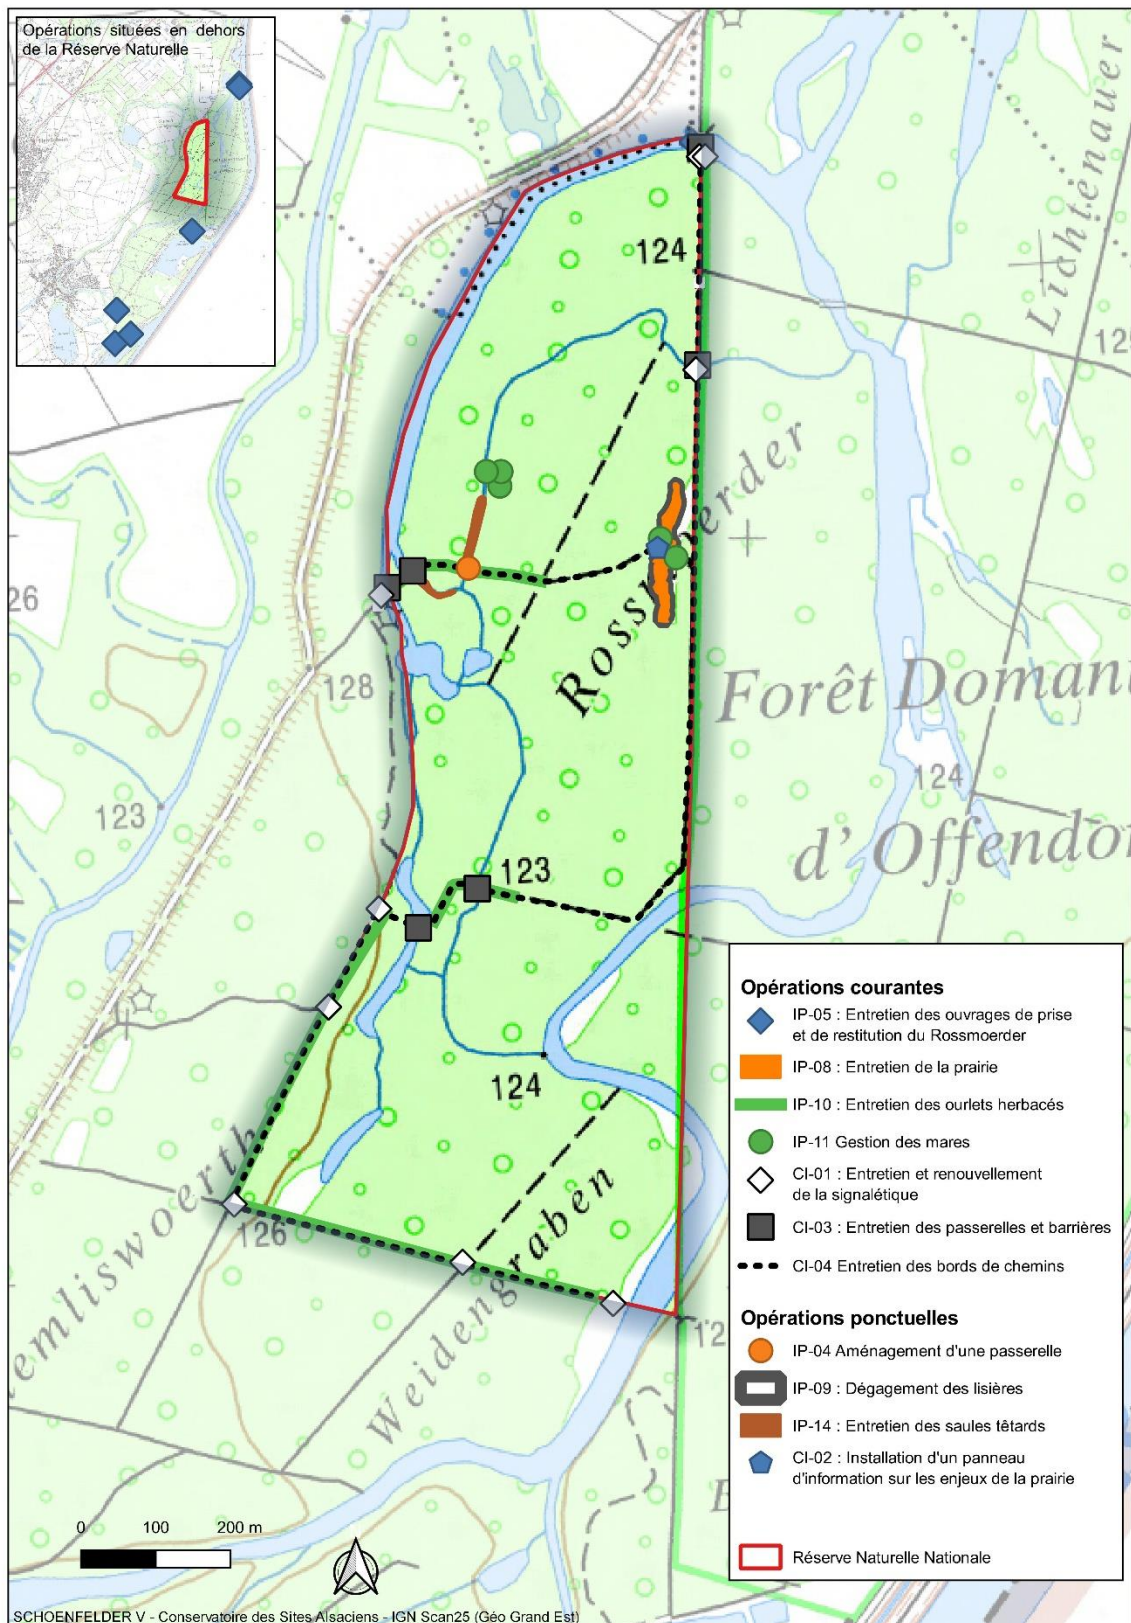 Opérations situées en dehors
de la Réserve Naturelle
124
Lichtenauer
12
Rossmoerder
26
128
Forêt Domani
124
123
d' Offendor
123
124
126
Weidengraben
emliswoerth
12
Opérations courantes
IP-05 : Entretien des ouvrages de prise
et de restitution du Rossmoerder
IP-08 : Entretien de la prairie
IP-10 : Entretien des ourlets herbacés
IP-11 Gestion des mares
CI-01 : Entretien et renouvellement
de la signalétique
CI-03 : Entretien des passerelles et barrières
CI-04 Entretien des bords de chemins
Opérations ponctuelles
IP-04 Aménagement d'une passerelle
IP-09 : Dégagement des lisières
IP-14 : Entretien des saules têtards
CI-02 : Installation d'un panneau
d'information sur les enjeux de la prairie
Réserve Naturelle Nationale
0 100 200 m
SCHOENFELDER V - Conservatoire des Sites Alsaciens - IGN Scan25 (Géo Grand Est)